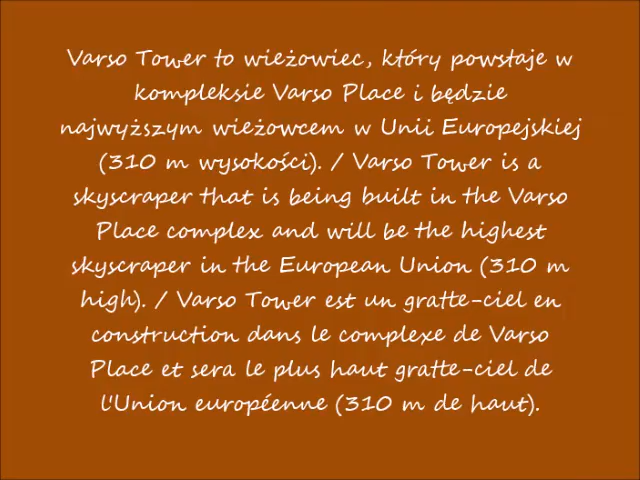 Varso Tower to wieżowiec, który powstaje w
kompleksie Varso Place i będzie
najwyższym wieżowcem w Unii Europejskiej
(310 m wysokości). / Varso Tower is a
skyscraper that is being built in the Varso
Place complex and will be the highest
skyscraper in the European Union (310 m
high). / Varso Tower est un gratte-ciel en
construction dans le complexe de Varso
Place et sera le plus haut gratte-ciel de
l'Union européenne (310 m de haut).